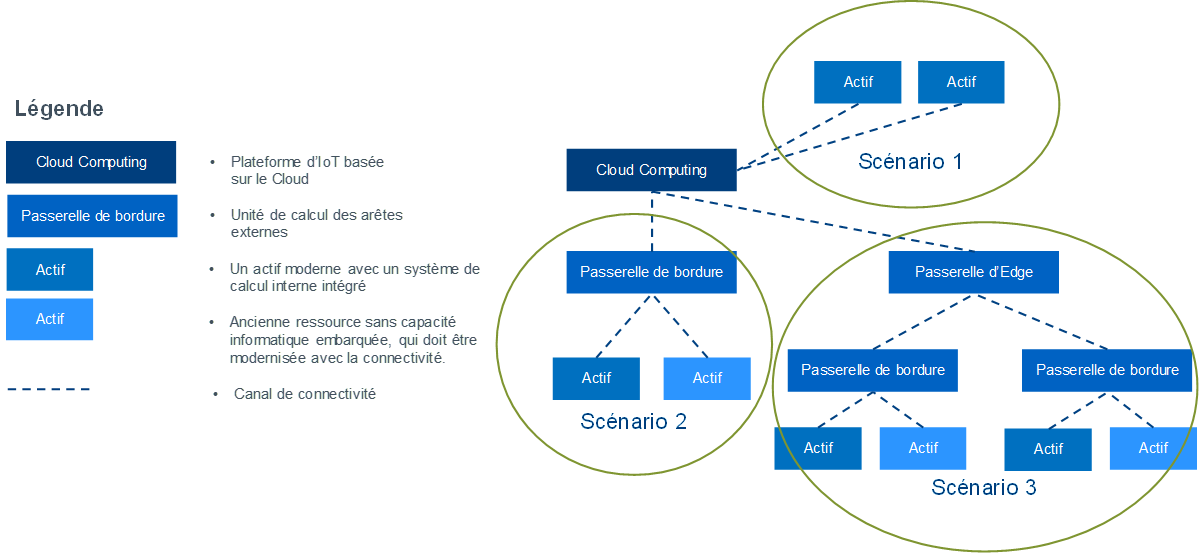 Légende
Cloud Computing
• Plateforme d'IoT basée
sur le Cloud
Passerelle de bordure
• Unité de calcul des arêtes
externes
Actif
• Un actif moderne avec un système de
calcul interne intégré
Actif
• Ancienne ressource sans capacité
informatique embarquée, qui doit être
modernisée avec la connectivité.
• Canal de connectivité
Actif
Actif
Scénario 1
Cloud Computing
Passerelle de bordure
Actif
Actif
Scénario 2
Passerelle d'Edge
Passerelle de bordure
Passerelle de bordure
Actif
Actif
Actif
Actif
Scénario 3